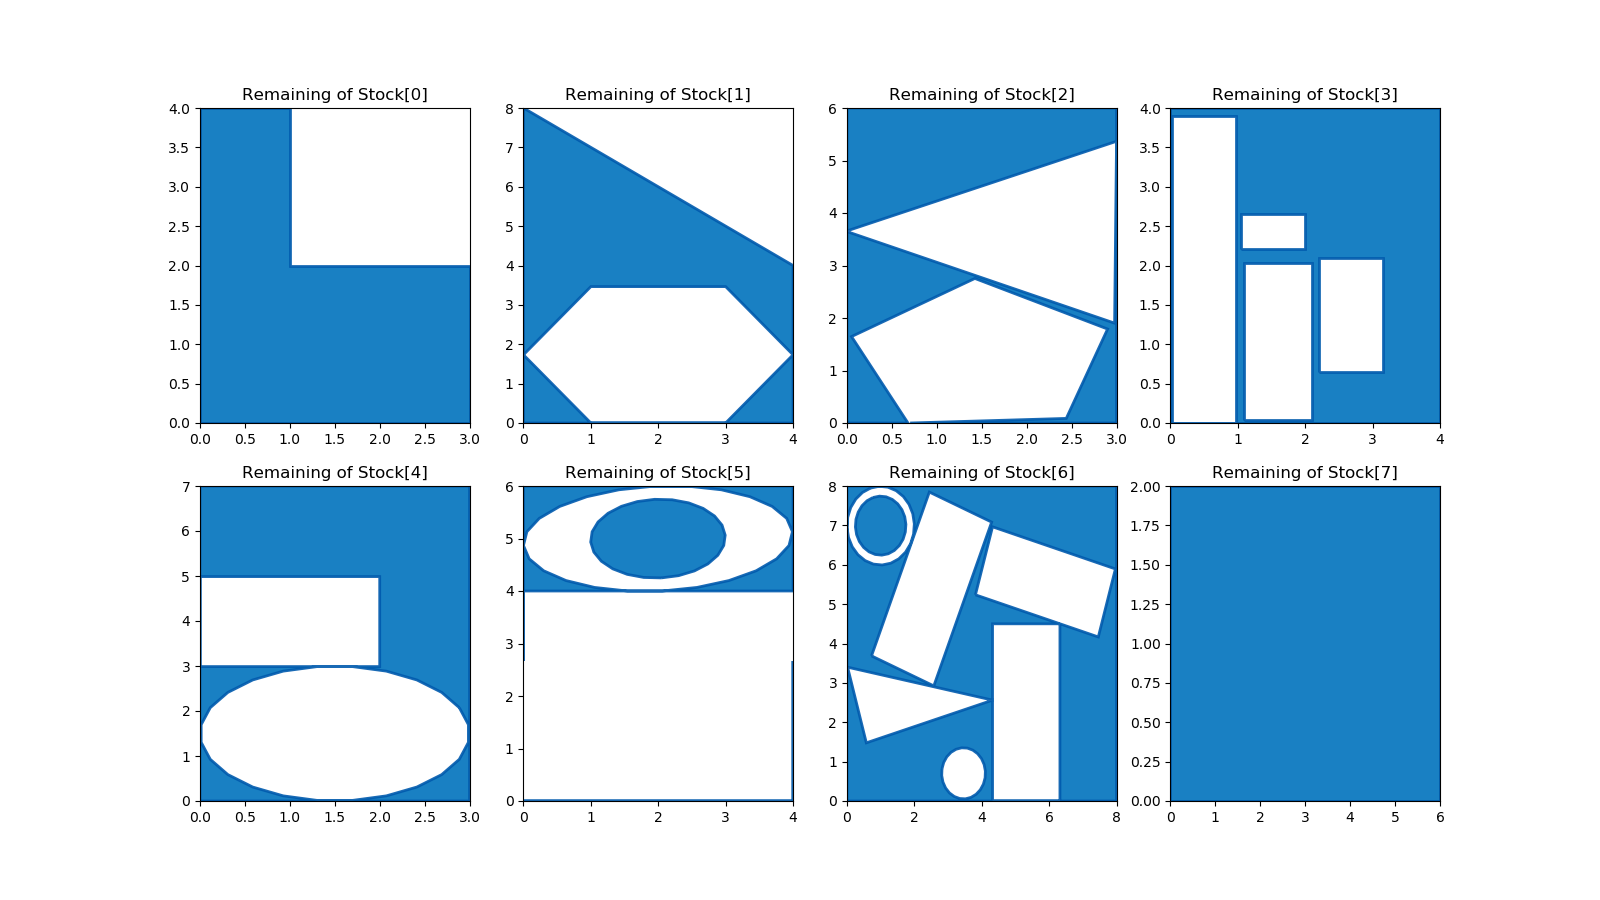 Remaining of Stock[0] Remaining of Stock[1] Remaining of Stock[2] Remaining of Stock[3]
4.0 8 6 4.0
3.5 7 3.5
5
3.0 6 3.0
4
2.5 5 2.5
2.0 4 3 2.0
1.5 3 1.5
2
1.0 2 1.0
1
0.5 1 0.5
0.0 0 0 0.0
0.0 0.5 1.0 1.5 2.0 2.5 3.0 0 1 2 3 4 0.0 0.5 1.0 1.5 2.0 2.5 3.0 0 1 2 3 4
Remaining of Stock[4] Remaining of Stock[5] Remaining of Stock[6] Remaining of Stock[7]
7 6 8 2.00
6 7 1.75
5
5 6 1.50
4
4 5 1.25
3 4 1.00
3
2 3 0.75
2
2 0.50
1 1
1 0.25
0 0 0 0.00
0.0 0.5 1.0 1.5 2.0 2.5 3.0 0 1 2 3 4 0 2 4 6 8 0 1 2 3 4 5 6